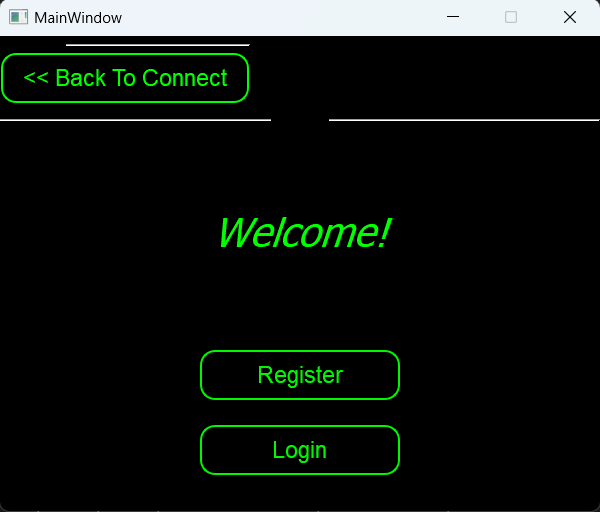 MainWindow
<< Back To Connect
Welcome!
Register
Login